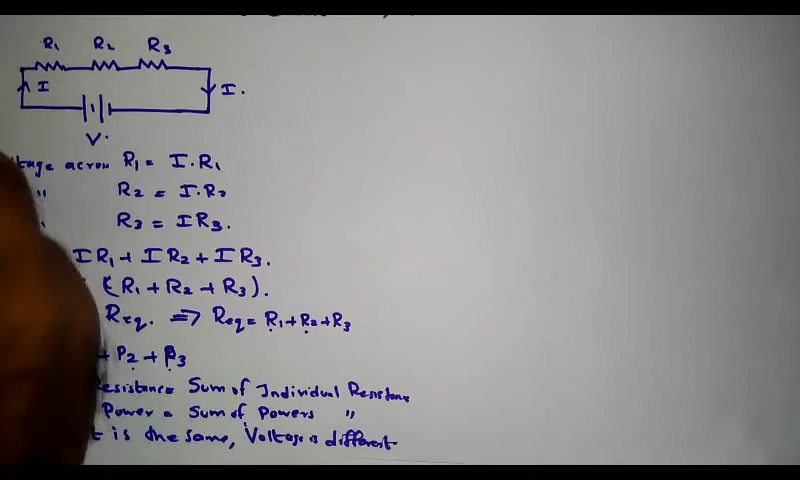 R1 R2 R3
I I.
V.
across R1 = I.R1
" R2 = I.R2
R3 = IR3.
IR1 + IR2 + IR3.
(R1 + R2 + R3).
Req. => Req = R1 + R2 + R3
+ P2 + P3
Resistance = Sum of Individual Resistance
Power = Sum of Powers "
is the same, Voltage is different